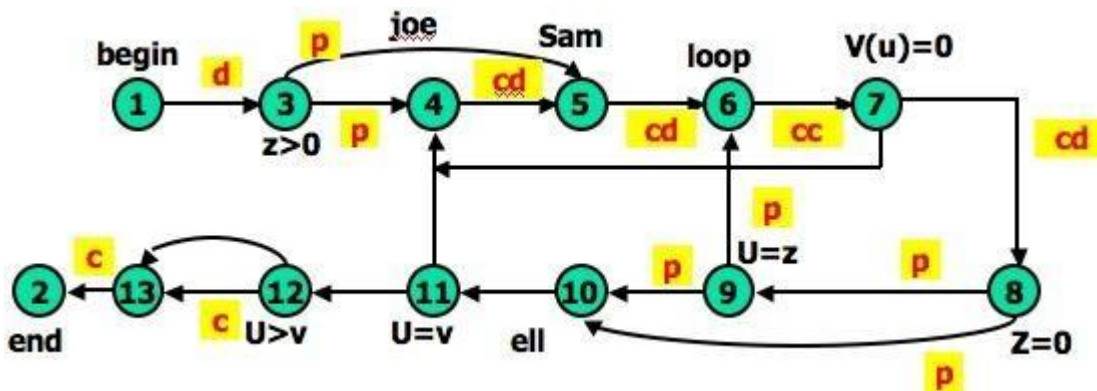 joe
Sam
V(u)=0
begin
p
loop
d
cd
1
3
4
5
6
7
z>0
p
cd
cc
cd
p
U=z
c
p
p
2
13
12
11
10
9
8
end
c
U>v
U=v
ell
p
Z=0